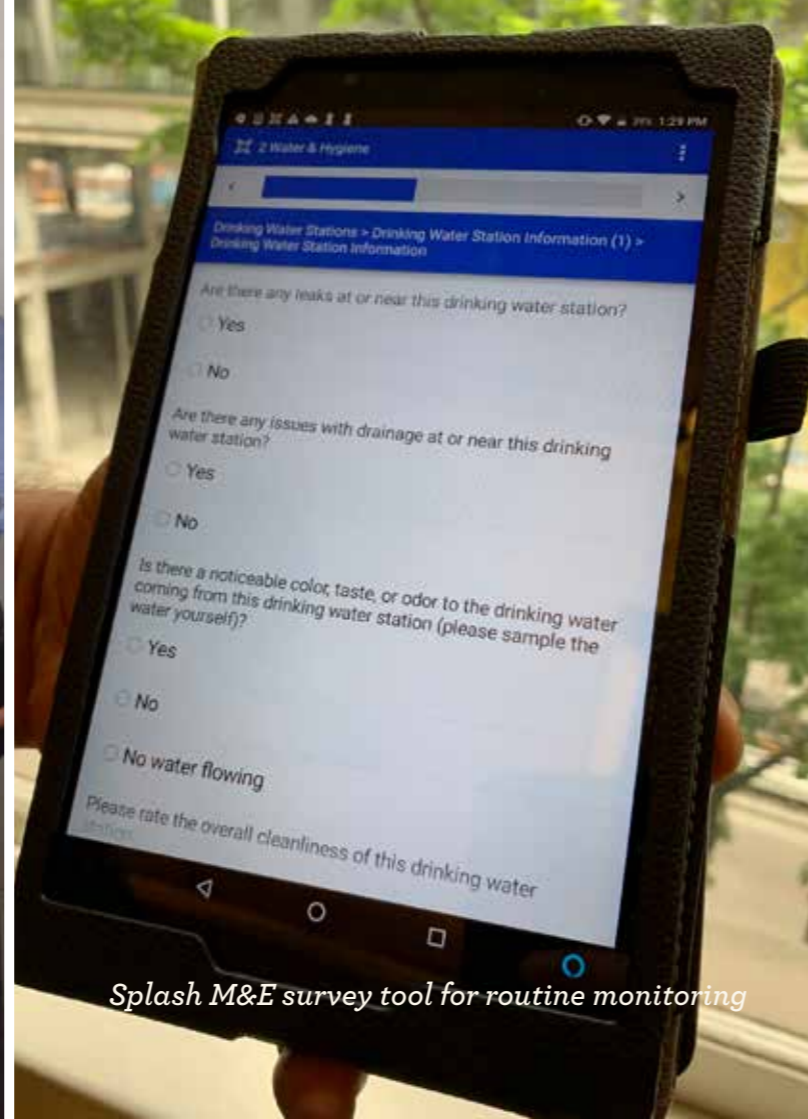 1:29 PM
2 Water & Hygiene
Drinking Water Stations > Drinking Water Station Information (1) >
Drinking Water Station Information
Are there any leaks at or near this drinking water station?
Yes
No
Are there any issues with drainage at or near this drinking
water station?
Yes
No
Is there a noticeable color, taste, or odor to the drinking water
coming from this drinking water station (please sample the
water yourself)?
Yes
No
No water flowing
Please rate the overall cleanliness of this drinking water
station.
Splash M&E survey tool for routine monitoring